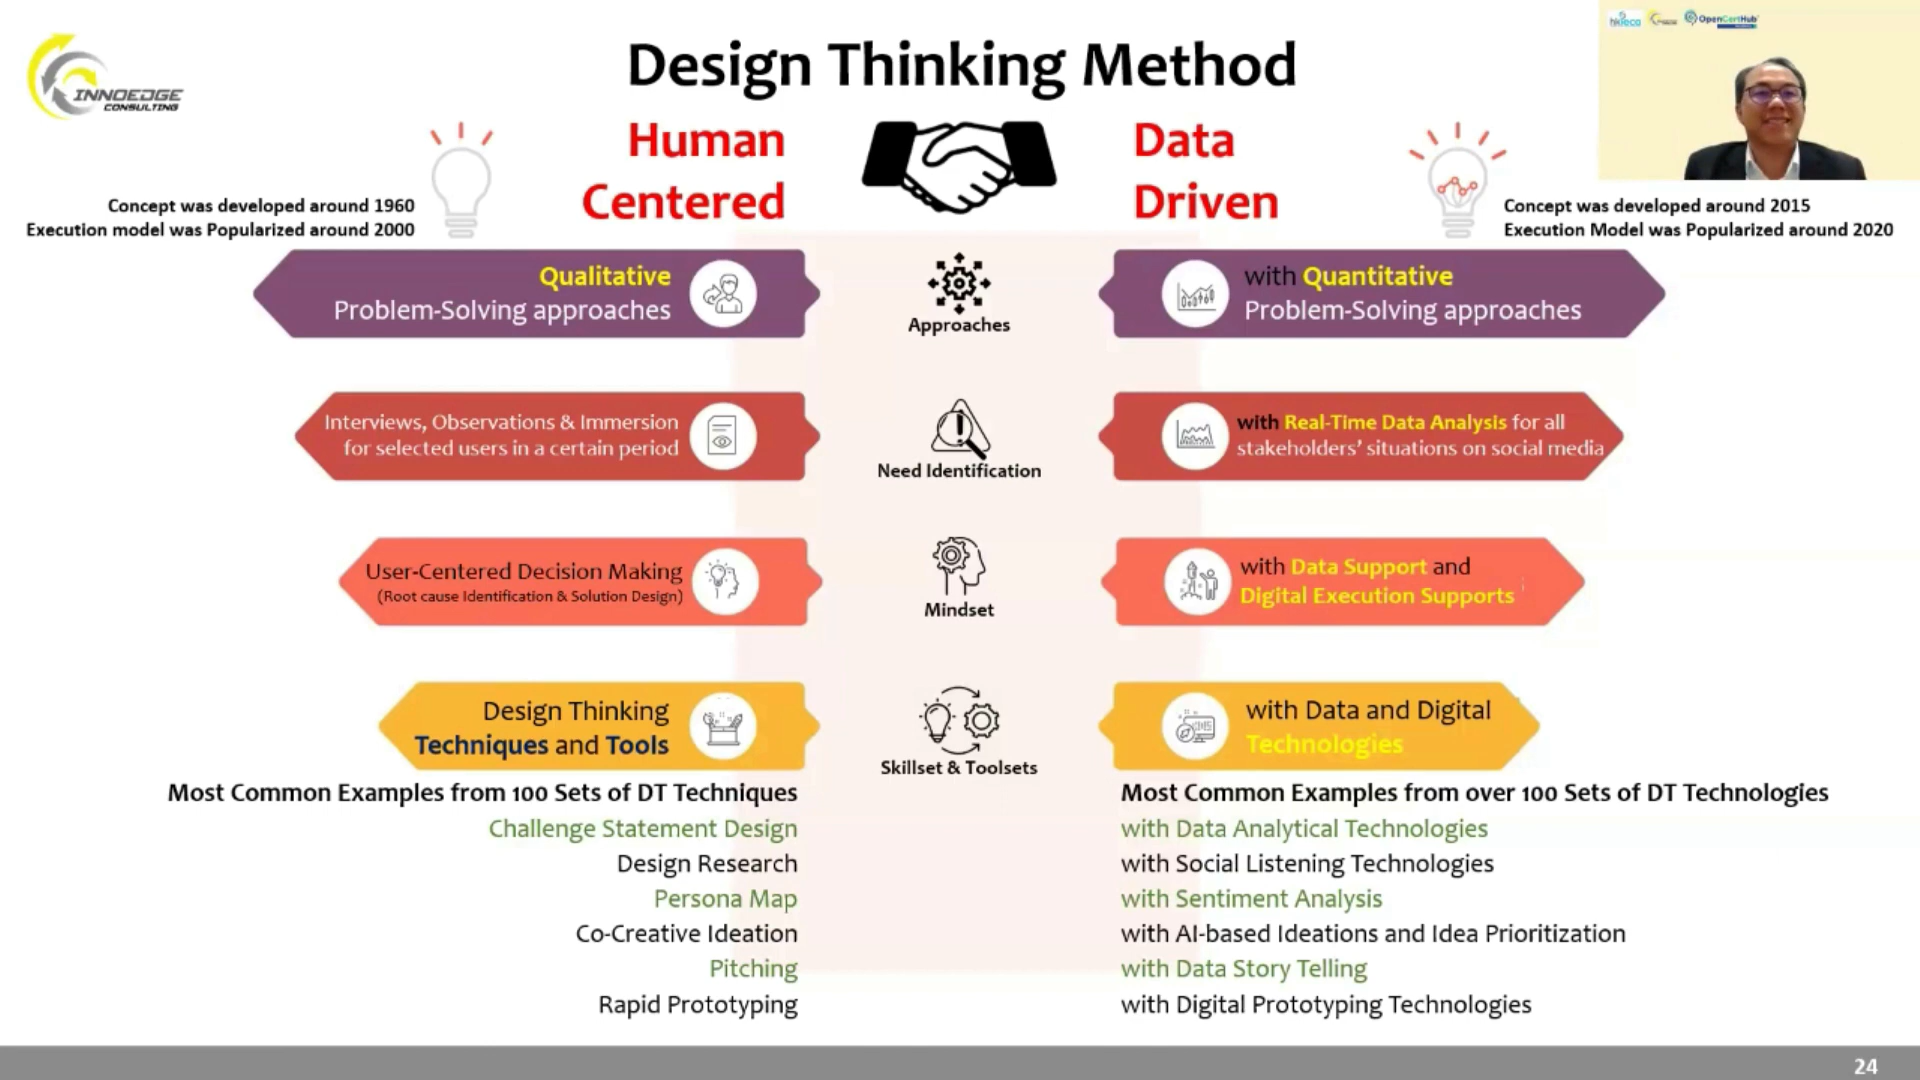 INNOEDGE
CONSULTING
OpenCertHub
Design Thinking Method
Human
Centered
Data
Driven
Concept was developed around 1960
Execution model was Popularized around 2000
Concept was developed around 2015
Execution Model was Popularized around 2020
Qualitative
Problem-Solving approaches
Approaches
with Quantitative
Problem-Solving approaches
Interviews, Observations & Immersion
for selected users in a certain period
Need Identification
with Real-Time Data Analysis for all
stakeholders' situations on social media
User-Centered Decision Making
(Root cause Identification & Solution Design)
Mindset
with Data Support and
Digital Execution Supports
Design Thinking
Techniques and Tools
Skillset & Toolsets
with Data and Digital
Technologies
Most Common Examples from 100 Sets of DT Techniques
Challenge Statement Design
Design Research
Persona Map
Co-Creative Ideation
Pitching
Rapid Prototyping
Most Common Examples from over 100 Sets of DT Technologies
with Data Analytical Technologies
with Social Listening Technologies
with Sentiment Analysis
with AI-based Ideations and Idea Prioritization
with Data Story Telling
with Digital Prototyping Technologies
24